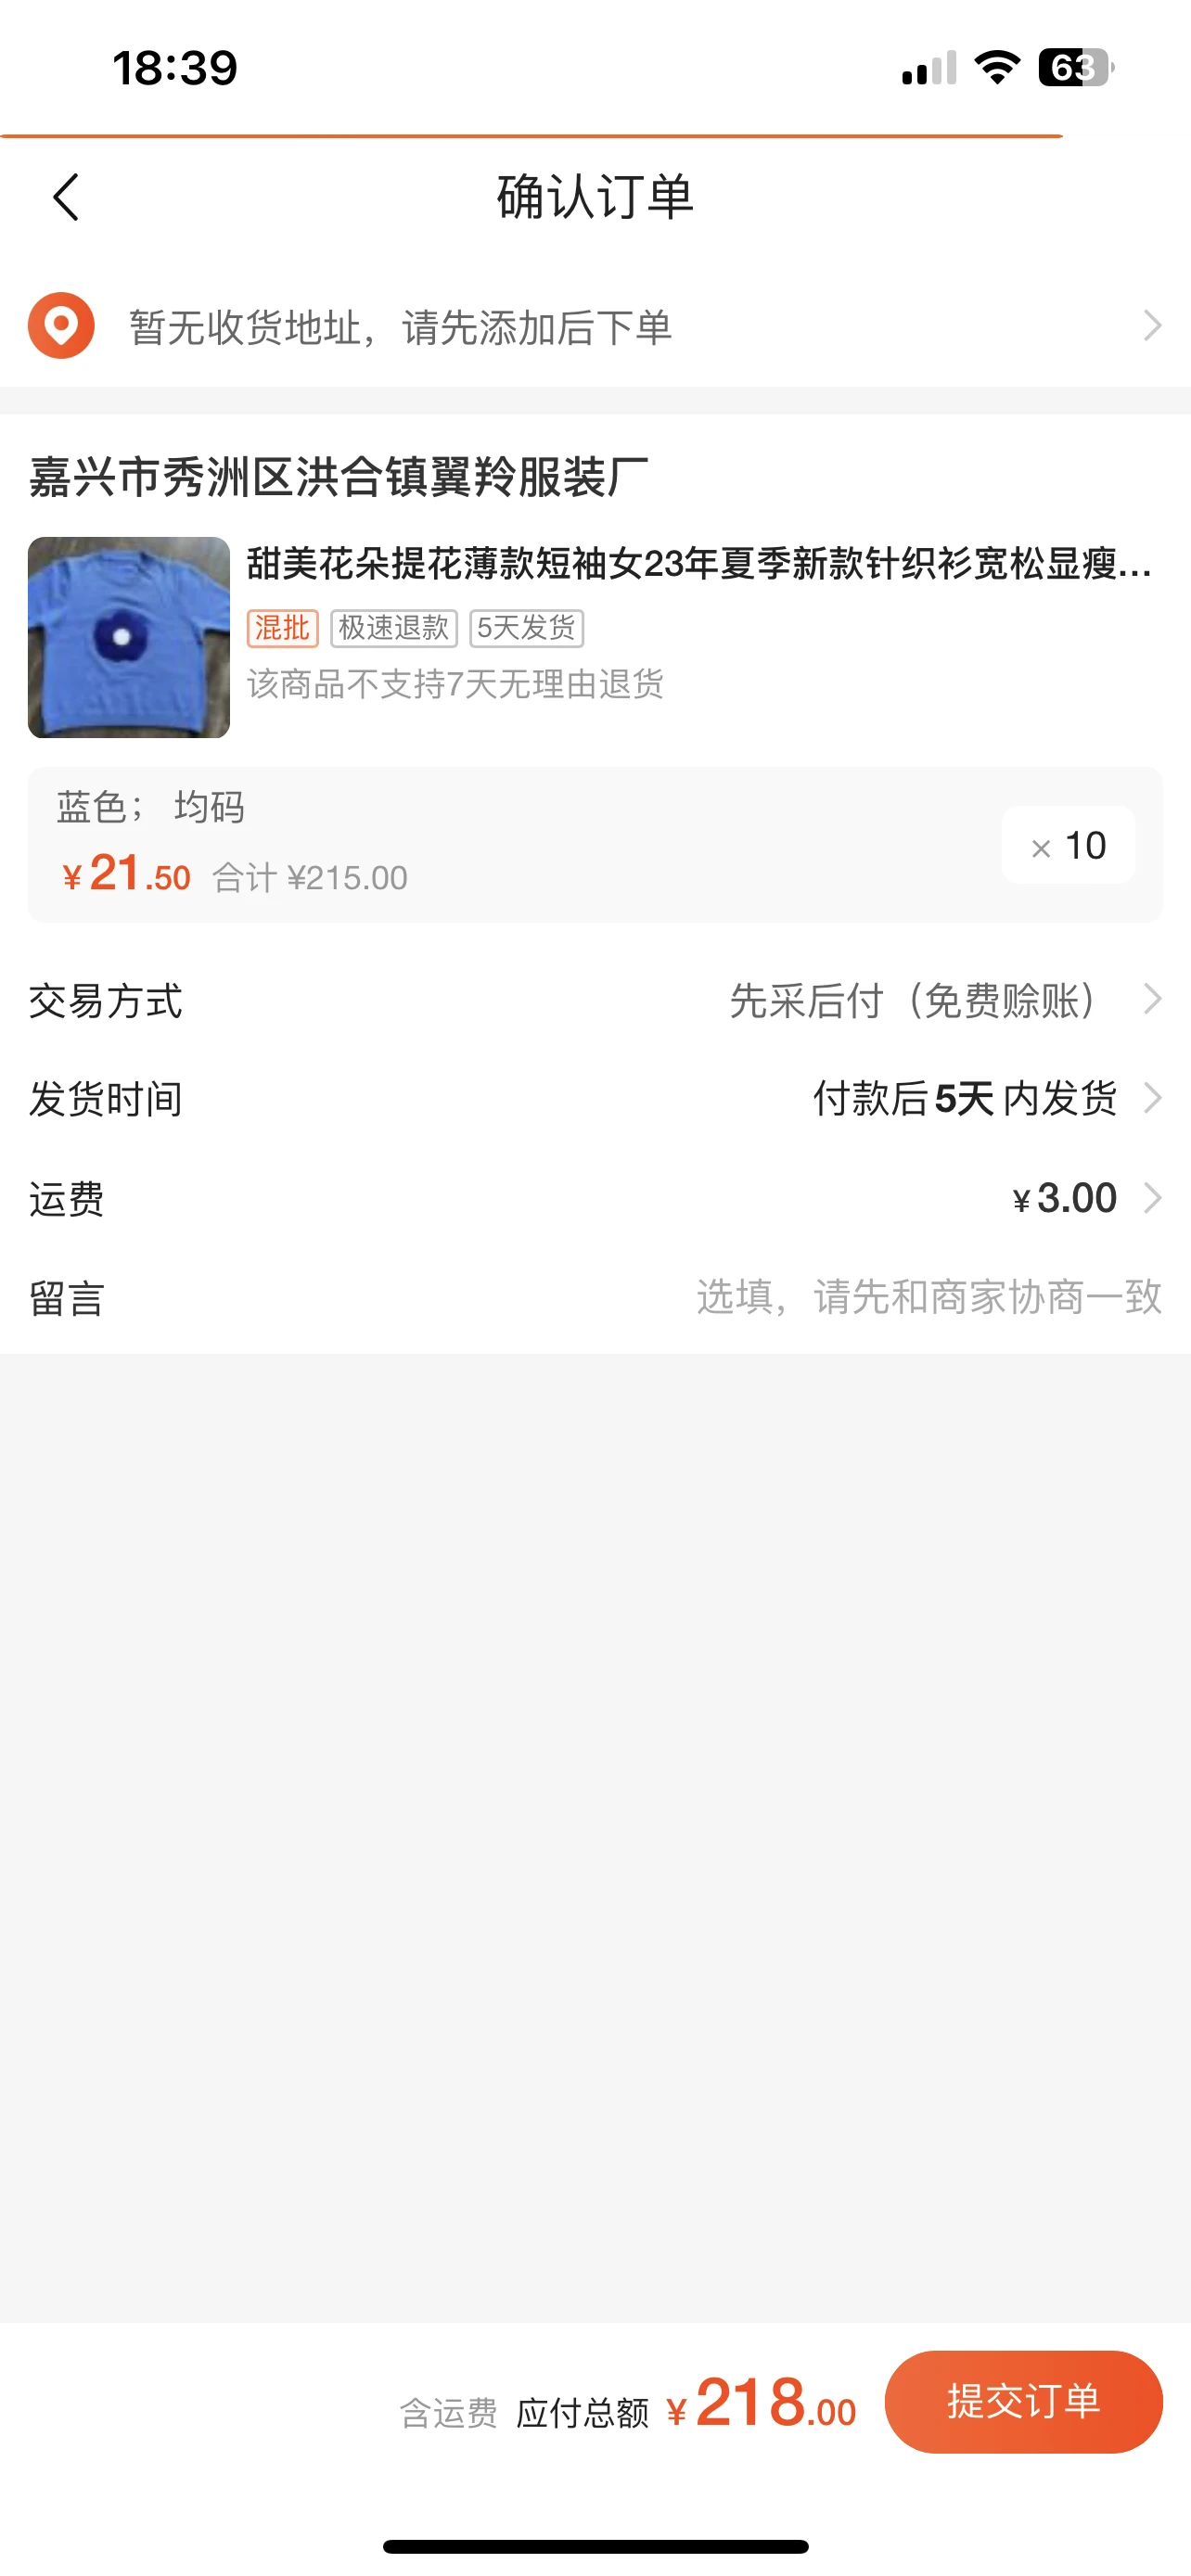 18:39
63
确认订单
暂无收货地址，请先添加后下单
嘉兴市秀洲区洪合镇翼羚服装厂
甜美花朵提花薄款短袖女23年夏季新款针织衫宽松显瘦...
混批 极速退款 5天发货
该商品不支持7天无理由退货
蓝色； 均码
¥21.50 合计 ¥215.00
× 10
交易方式 先采后付（免费赊账）
发货时间 付款后5天内发货
运费 ¥3.00
留言 选填，请先和商家协商一致
含运费 应付总额 ¥218.00 提交订单